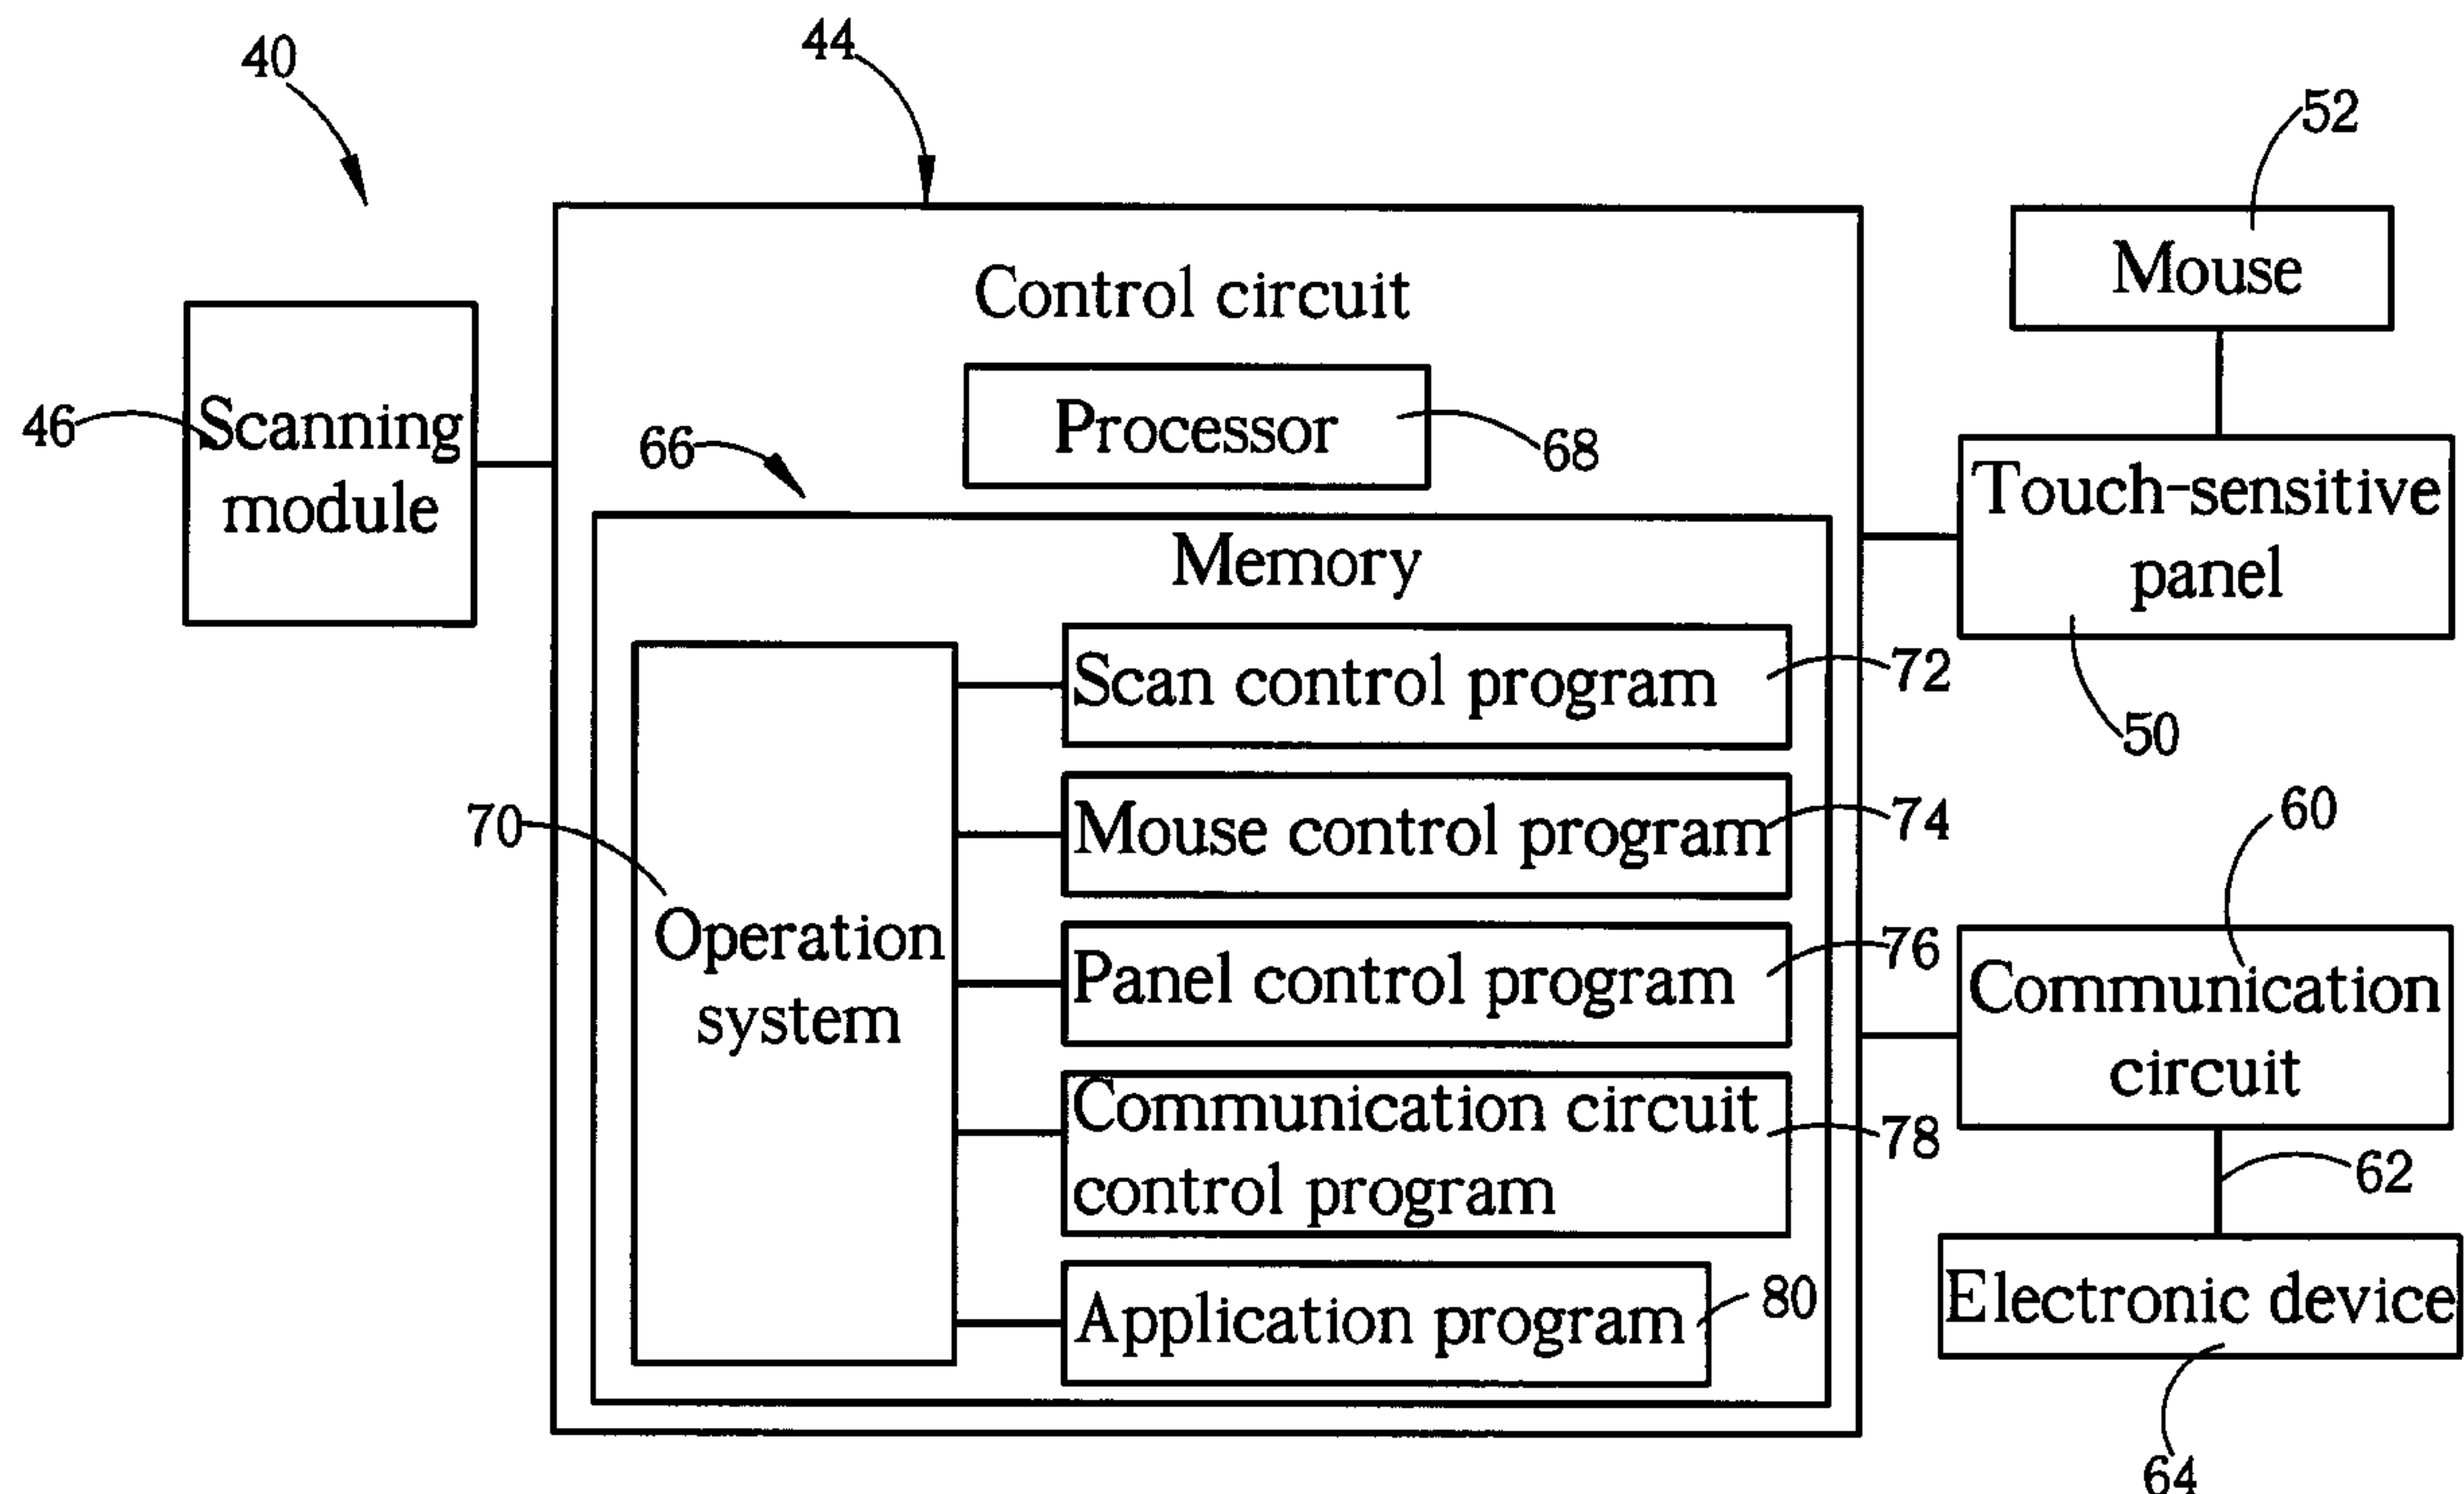 40
44
52
Control circuit
Mouse
46
Scanning
module
Processor
66
68
Touch-sensitive
panel
50
Memory
70
Operation
system
Scan control program
72
Mouse control program
74
Panel control program
76
Communication circuit
control program
78
Application program
80
60
Communication
circuit
62
Electronic device
64